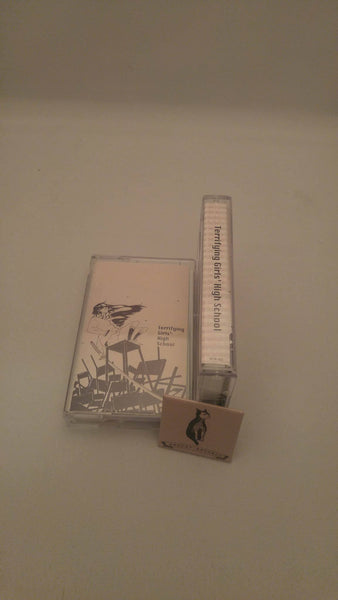 Terrifying
Girls'
High
School
Terrifying Girls' High School